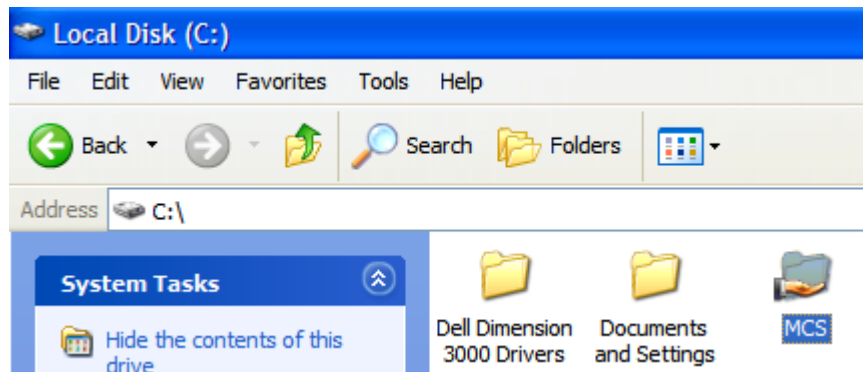 Local Disk (C:)
File Edit View Favorites Tools Help
Back Search Folders
Address C:\
System Tasks
Hide the contents of this
drive
Dell Dimension
3000 Drivers
Documents
and Settings
MCS